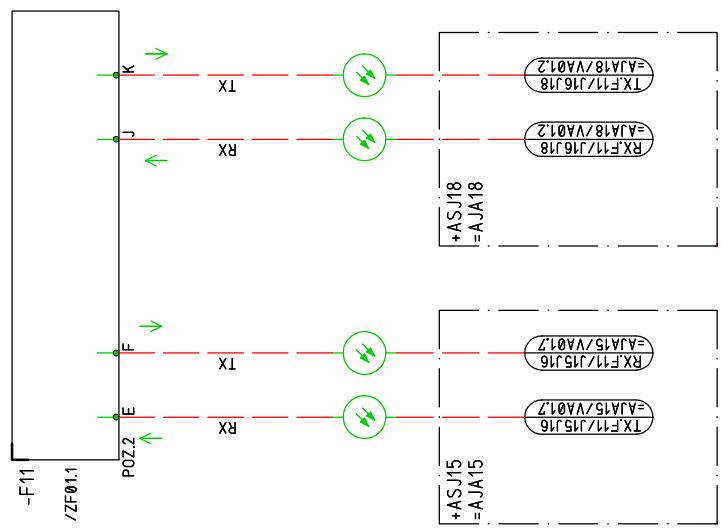 K
TX
=AJA18/VA01.2
TX.F11/J16J18
J
RX
=AJA18/VA01.2
RX.F11/J16J18
+ASJ18
=AJA18
F
TX
=AJA15/VA01.7
RX.F11/J15J16
E
RX
=AJA15/VA01.7
TX.F11/J15J16
+ASJ15
=AJA15
POZ.2
-F11
/ZF01.1